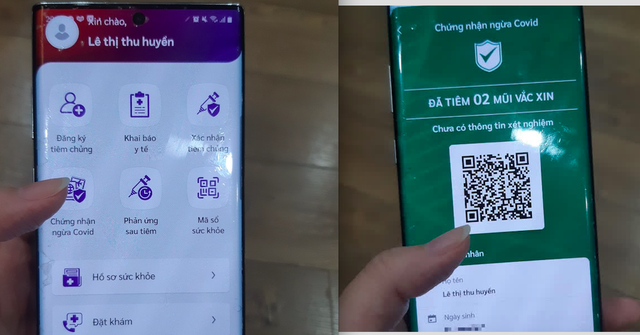 Xin chào,
Lê thị thu huyền
Đăng ký
tiêm chủng
Khai báo
y tế
Xác nhận
tiêm chủng
Chứng nhận
ngừa Covid
Phản ứng
sau tiêm
Mã số
sức khỏe
Hồ sơ sức khỏe
Đặt khám
Chứng nhận ngừa Covid
ĐÃ TIÊM 02 MŨI VẮC XIN
Chưa có thông tin xét nghiệm
nhân
Họ tên
Lê thị thu huyền
Ngày sinh